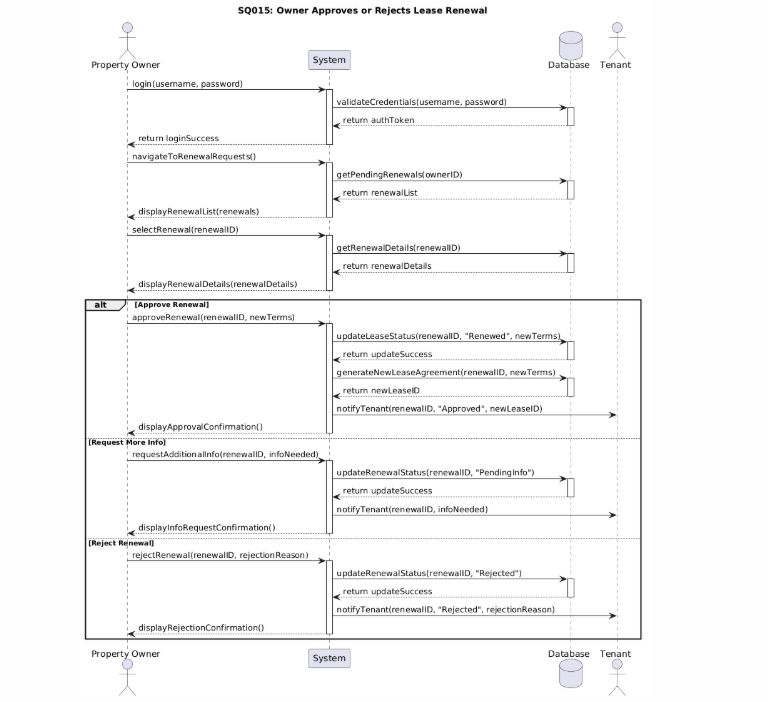 SQ015: Owner Approves or Rejects Lease Renewal
Property Owner
System
Database
Tenant
login(username, password)
validateCredentials(username, password)
return authToken
return loginSuccess
navigateToRenewalRequests()
getPendingRenewals(ownerID)
return renewalList
displayRenewalList(renewals)
selectRenewal(renewalID)
getRenewalDetails(renewalID)
return renewalDetails
displayRenewalDetails(renewalDetails)
alt
[Approve Renewal]
approveRenewal(renewalID, newTerms)
updateLeaseStatus(renewalID, "Renewed", newTerms)
return updateSuccess
generateNewLeaseAgreement(renewalID, newTerms)
return newLeaseID
notifyTenant(renewalID, "Approved", newLeaseID)
displayApprovalConfirmation()
[Request More Info]
requestAdditionalInfo(renewalID, infoNeeded)
updateRenewalStatus(renewalID, "PendingInfo")
return updateSuccess
notifyTenant(renewalID, infoNeeded)
displayInfoRequestConfirmation()
[Reject Renewal]
rejectRenewal(renewalID, rejectionReason)
updateRenewalStatus(renewalID, "Rejected")
return updateSuccess
notifyTenant(renewalID, "Rejected", rejectionReason)
displayRejectionConfirmation()
Property Owner
System
Database
Tenant